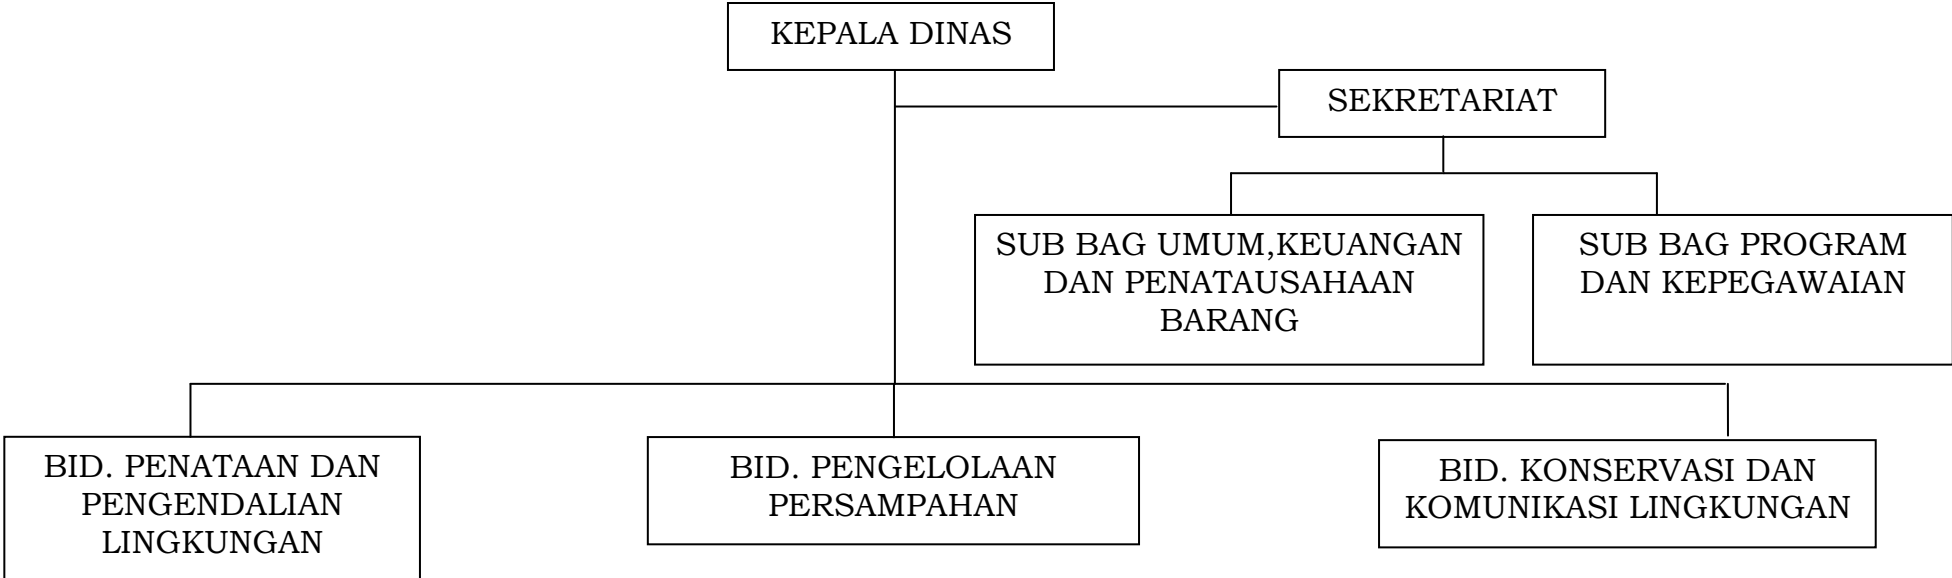 KEPALA DINAS
SEKRETARIAT
SUB BAG UMUM,KEUANGAN
DAN PENATAUSAHAAN
BARANG
SUB BAG PROGRAM
DAN KEPEGAWAIAN
BID. PENATAAN DAN
PENGENDALIAN
LINGKUNGAN
BID. PENGELOLAAN
PERSAMPAHAN
BID. KONSERVASI DAN
KOMUNIKASI LINGKUNGAN